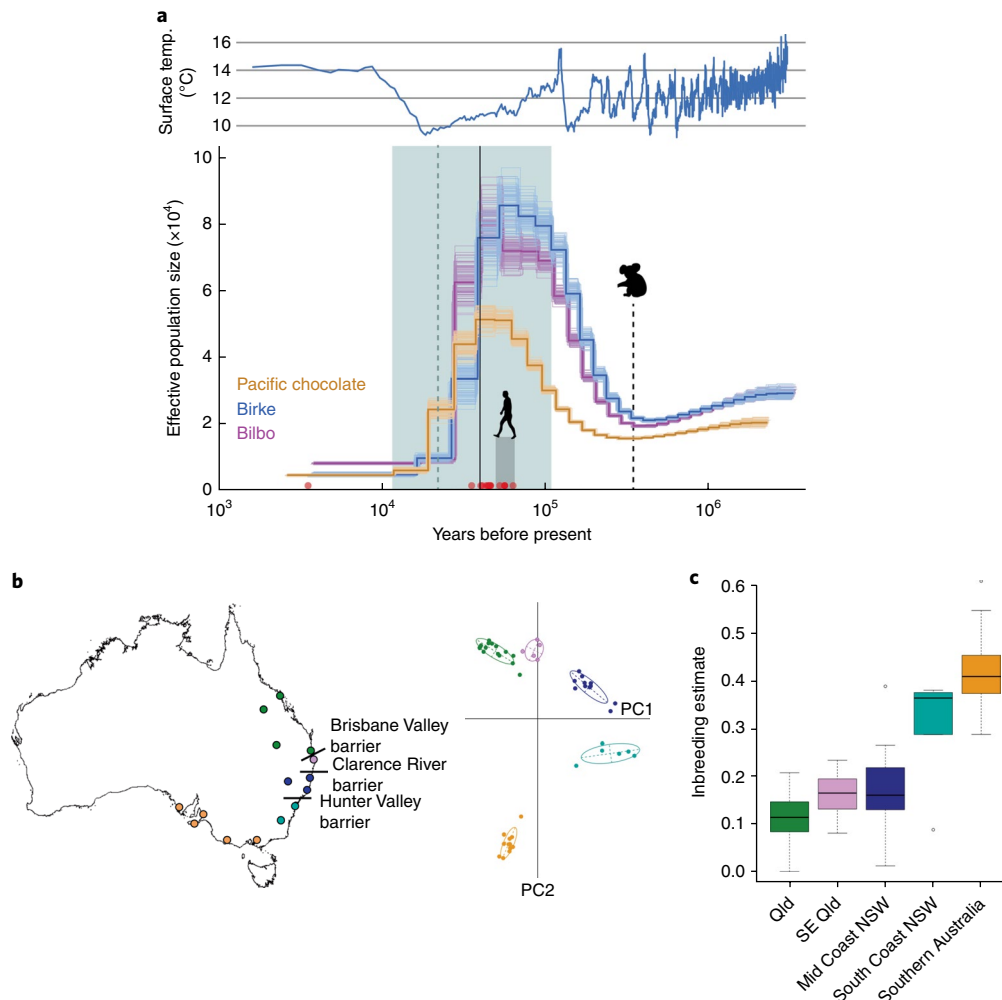 a
Surface temp.
(°C)
16
14
12
10
Effective population size (×10⁴)
10
8
6
4
2
0
Pacific chocolate
Birke
Bilbo
10³
10⁴
10⁵
10⁶
Years before present
b
Brisbane Valley
barrier
Clarence River
barrier
Hunter Valley
barrier
PC1
PC2
c
Inbreeding estimate
0.6
0.5
0.4
0.3
0.2
0.1
0.0
Qld
SE Qld
Mid Coast NSW
South Coast NSW
Southern Australia